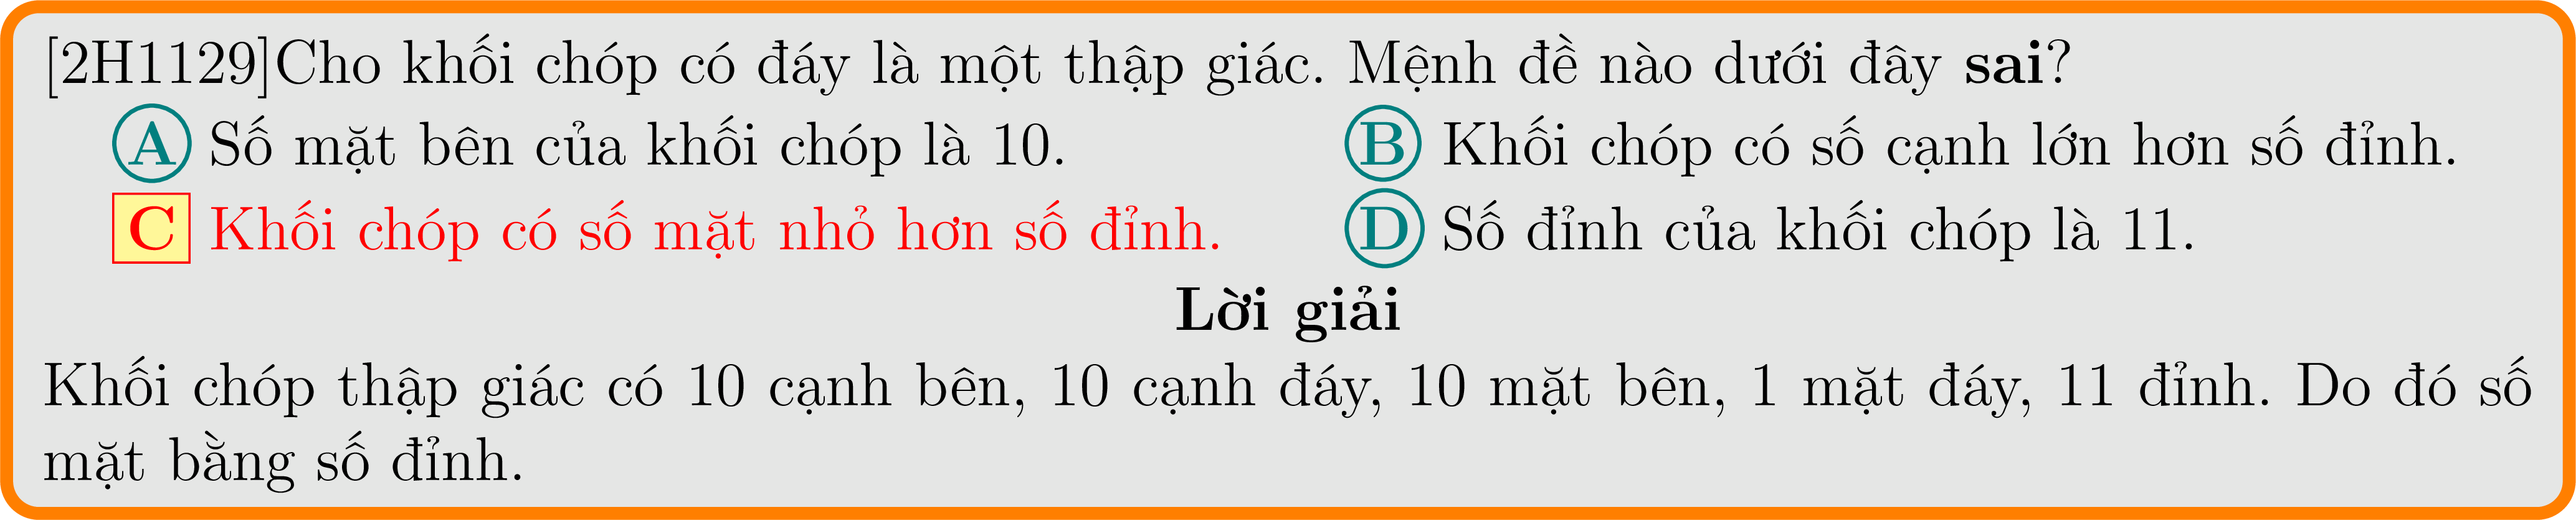 [2H1129]Cho khối chóp có đáy là một thập giác. Mệnh đề nào dưới đây sai?
A Số mặt bên của khối chóp là 10. B Khối chóp có số cạnh lớn hơn số đỉnh.
C Khối chóp có số mặt nhỏ hơn số đỉnh. D Số đỉnh của khối chóp là 11.
Lời giải
Khối chóp thập giác có 10 cạnh bên, 10 cạnh đáy, 10 mặt bên, 1 mặt đáy, 11 đỉnh. Do đó số
mặt bằng số đỉnh.